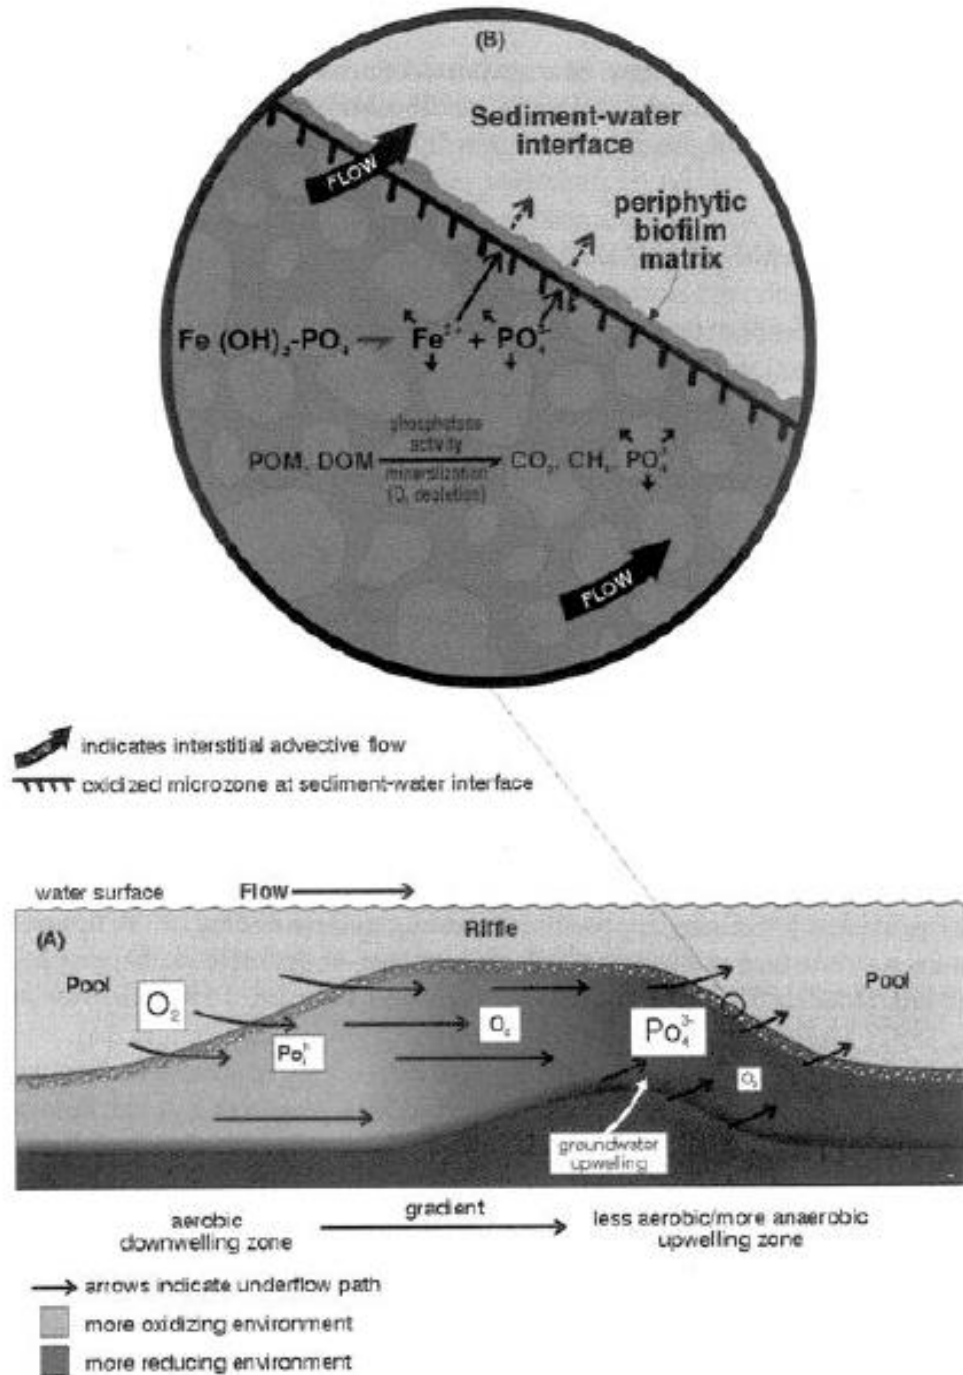 (B)
Sediment-water
interface
FLOW
periphytic
biofilm
matrix
Fe (OH)₃-PO₄ → Fe²⁺ + PO₄³⁻
phosphatase
activity
POM, DOM → CO₂, CH₄, PO₄³⁻
mineralization
(O₂ depletion)
FLOW
indicates interstitial advective flow
oxidized microzone at sediment-water interface
water surface Flow
(A)
Riffle
Pool
Pool
O₂
O₂
Po₄³⁻
Po₄³⁻
O₂
groundwater
upwelling
gradient
aerobic
downwelling zone
less aerobic/more anaerobic
upwelling zone
arrows indicate underflow path
more oxidizing environment
more reducing environment